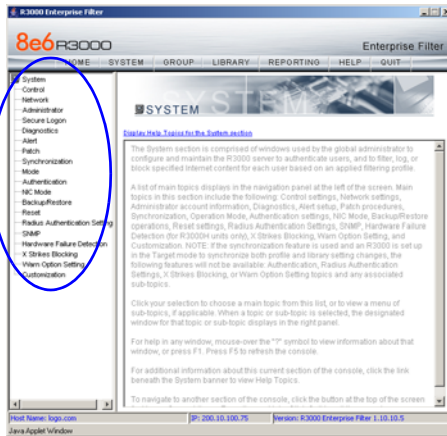 R3000 Enterprise Filter
8e6 R3000
Enterprise Filter
HOME SYSTEM GROUP LIBRARY REPORTING HELP QUIT
System
Control
Network
Administrator
Secure Logon
Diagnostics
Alert
Patch
Synchronization
Mode
Authentication
NIC Mode
Backup/Restore
Reset
Radius Authentication Setting
SNMP
Hardware Failure Detection
X Strikes Blocking
Warn Option Setting
Customization
SYSTEM
Display Help Topics for the System section
The System section is comprised of windows used by the global administrator to
configure and maintain the R3000 server to authenticate users, and to filter, log, or
block specified Internet content for each user based on an applied filtering profile.
A list of main topics displays in the navigation panel at the left of the screen. Main
topics in this section include the following: Control settings, Network settings,
Administrator account information, Diagnostics, Alert setup, Patch procedures,
Synchronization, Operation Mode, Authentication settings, NIC Mode, Backup/Restore
operations, Reset settings, Radius Authentication Settings, SNMP, Hardware Failure
Detection (for R3000H units only), X Strikes Blocking, Warn Option Setting, and
Customization. NOTE: If the synchronization feature is used and an R3000 is set up
in the Target mode to synchronize both profile and library setting changes, the
following features will not be available: Authentication, Radius Authentication
Settings, X Strikes Blocking, or Warn Option Setting topics and any associated
sub-topics.
Click your selection to choose a main topic from this list, or to view a menu of
sub-topics, if applicable. When a topic or sub-topic is selected, the designated
window for that topic or sub-topic displays in the right panel.
For help in any window, mouse-over the "?" symbol to view information about that
window, or press F1. Press F5 to refresh the console.
For additional information about this current section of the console, click the link
beneath the System banner to view Help Topics.
To navigate to another section of the console, click the button at the top of the screen
Host Name: logo.com
IP: 200.10.100.75
Version: R3000 Enterprise Filter 1.10.10.5
Java Applet Window